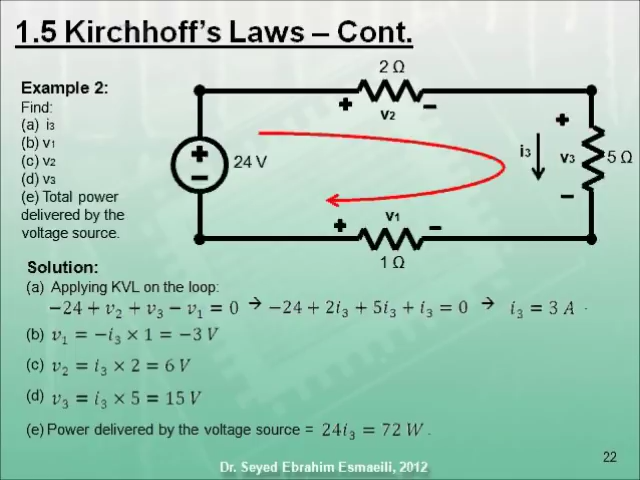 1.5 Kirchhoff's Laws – Cont.
Example 2:
Find:
(a) i₃
(b) v₁
(c) v₂
(d) v₃
(e) Total power
delivered by the
voltage source.
2 Ω
+ v₂ −
+
−
24 V
i₃
+
v₃
−
5 Ω
+ v₁ −
1 Ω
Solution:
(a) Applying KVL on the loop:
−24 + v₂ + v₃ − v₁ = 0 → −24 + 2i₃ + 5i₃ + i₃ = 0 → i₃ = 3 A .
(b) v₁ = −i₃ × 1 = −3 V
(c) v₂ = i₃ × 2 = 6 V
(d) v₃ = i₃ × 5 = 15 V
(e) Power delivered by the voltage source = 24i₃ = 72 W .
22
Dr. Seyed Ebrahim Esmaeili, 2012